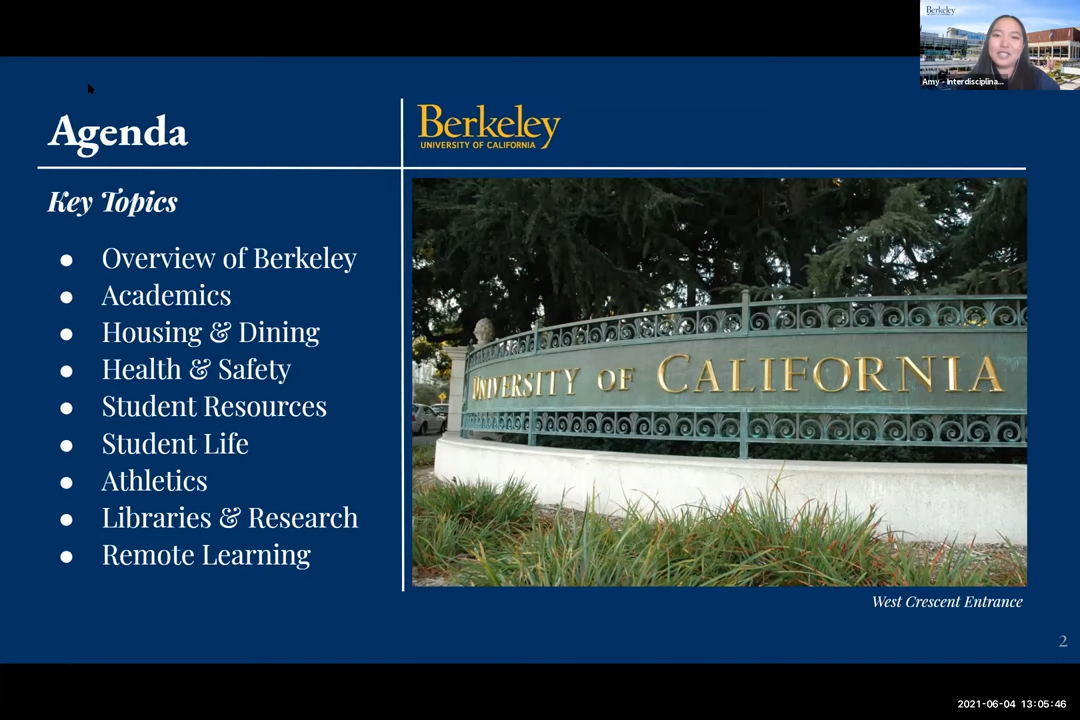 Berkeley
Amy - Interdisciplina...
Agenda
Berkeley
UNIVERSITY OF CALIFORNIA
Key Topics
● Overview of Berkeley
● Academics
● Housing & Dining
● Health & Safety
● Student Resources
● Student Life
● Athletics
● Libraries & Research
● Remote Learning
UNIVERSITY OF CALIFORNIA
West Crescent Entrance
2
2021-06-04 13:05:46